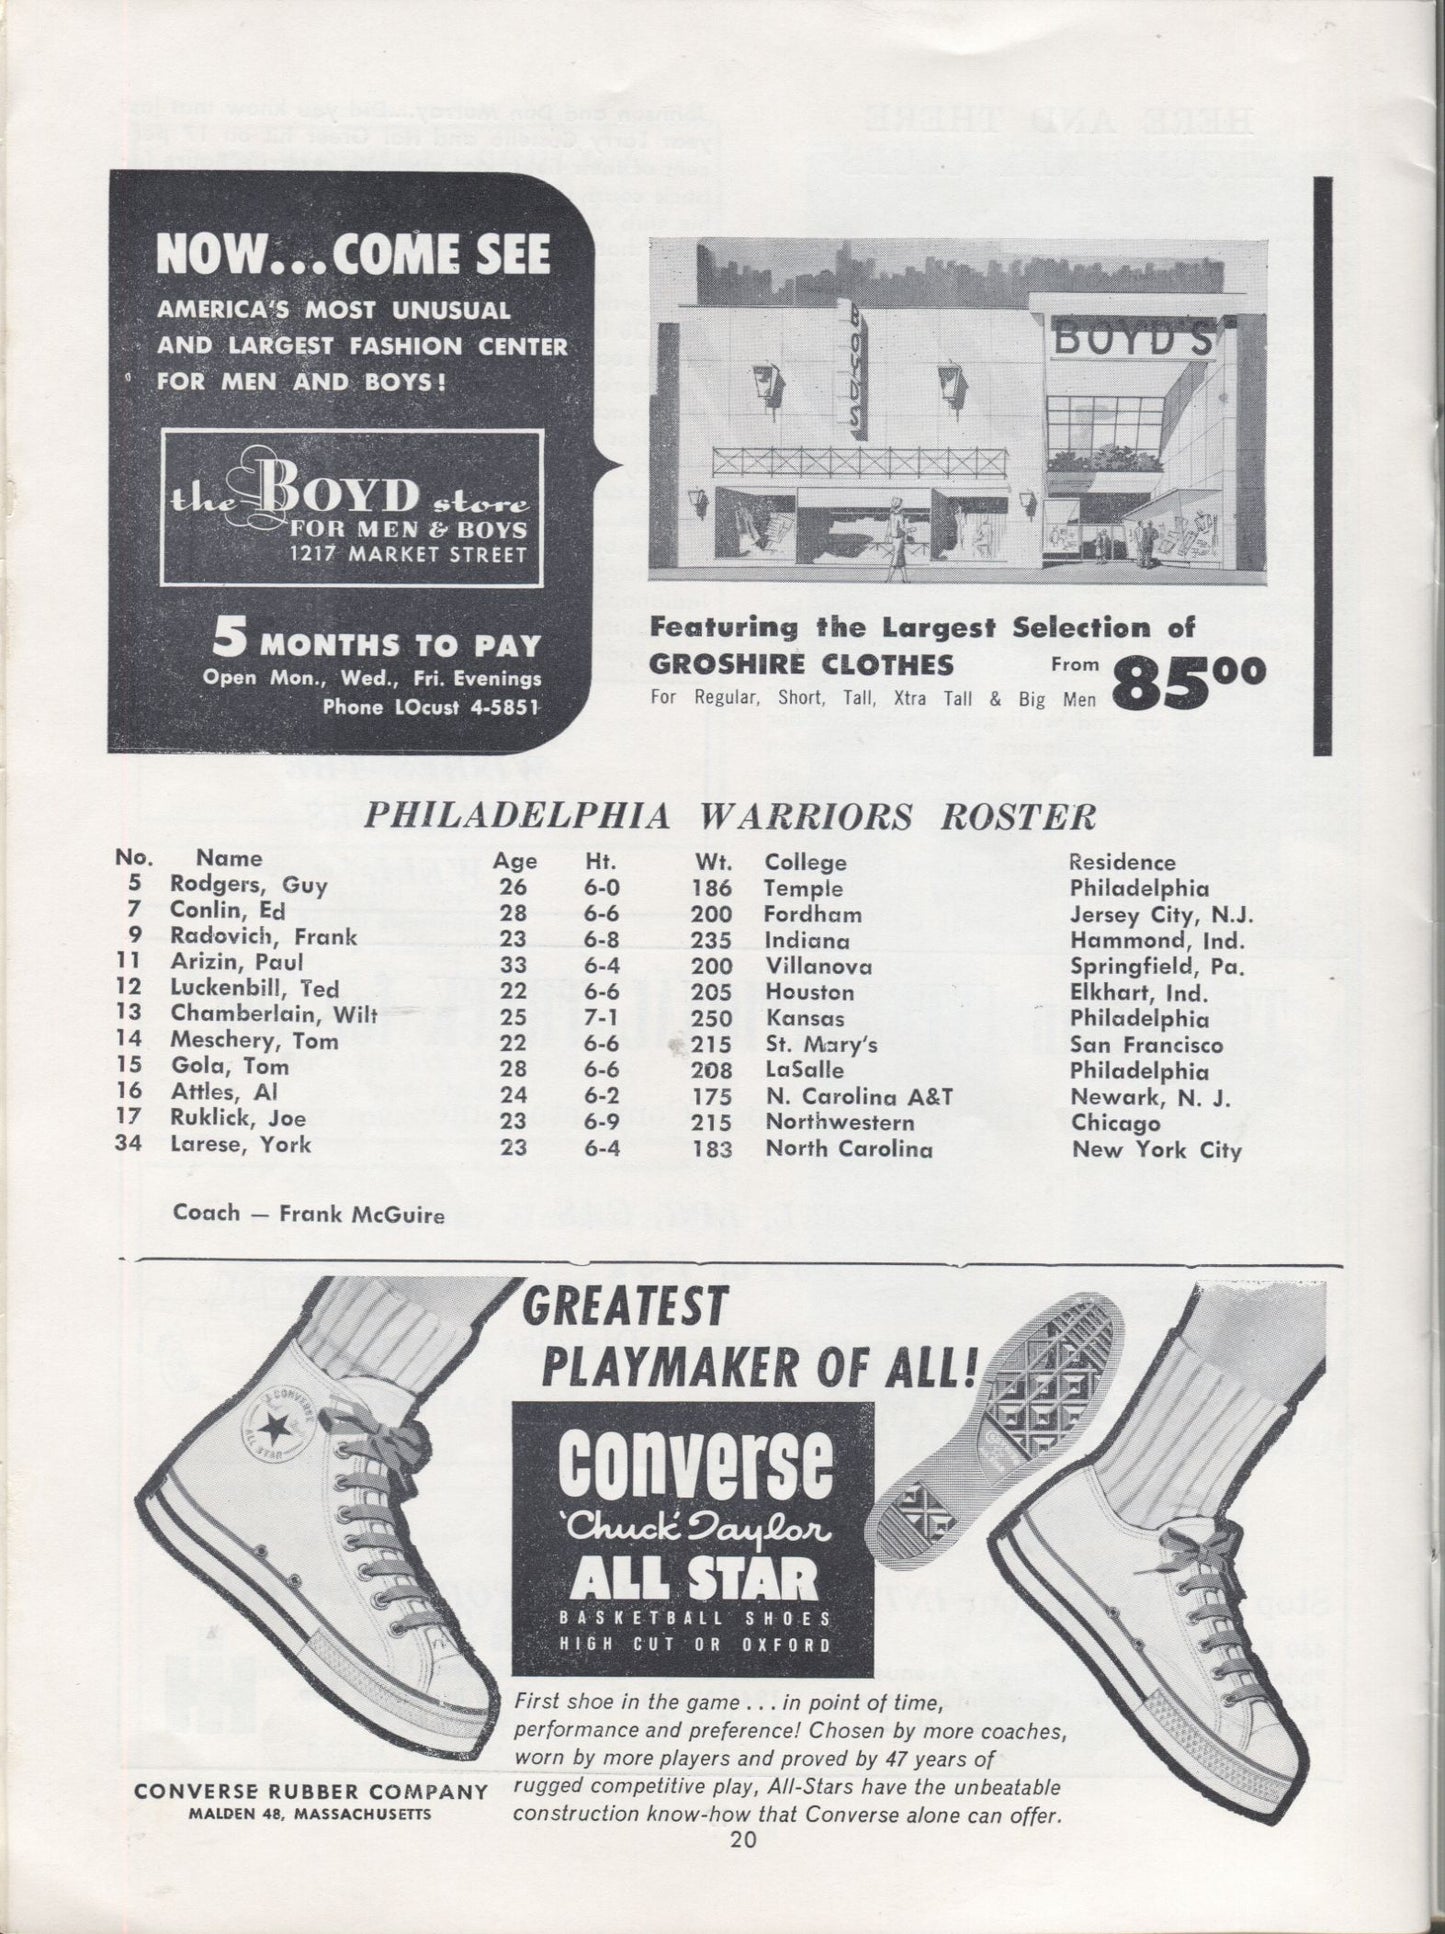 NOW...COME SEE
AMERICA'S MOST UNUSUAL
AND LARGEST FASHION CENTER
FOR MEN AND BOYS!
the BOYD store
FOR MEN & BOYS
1217 MARKET STREET
5 MONTHS TO PAY
Open Mon., Wed., Fri. Evenings
Phone LOcust 4-5851
BOYDS
BOYD'S
Featuring the Largest Selection of
GROSHIRE CLOTHES From 85⁰⁰
For Regular, Short, Tall, Xtra Tall & Big Men
PHILADELPHIA WARRIORS ROSTER
No. Name Age Ht. Wt. College Residence
5 Rodgers, Guy 26 6-0 186 Temple Philadelphia
7 Conlin, Ed 28 6-6 200 Fordham Jersey City, N.J.
9 Radovich, Frank 23 6-8 235 Indiana Hammond, Ind.
11 Arizin, Paul 33 6-4 200 Villanova Springfield, Pa.
12 Luckenbill, Ted 22 6-6 205 Houston Elkhart, Ind.
13 Chamberlain, Wilt 25 7-1 250 Kansas Philadelphia
14 Meschery, Tom 22 6-6 215 St. Mary's San Francisco
15 Gola, Tom 28 6-6 208 LaSalle Philadelphia
16 Attles, Al 24 6-2 175 N. Carolina A&T Newark, N. J.
17 Ruklick, Joe 23 6-9 215 Northwestern Chicago
34 Larese, York 23 6-4 183 North Carolina New York City
Coach — Frank McGuire
GREATEST
PLAYMAKER OF ALL!
CONVERSE
ALL STAR
converse
'Chuck' Taylor
ALL STAR
BASKETBALL SHOES
HIGH CUT OR OXFORD
First shoe in the game . . . in point of time,
performance and preference! Chosen by more coaches,
worn by more players and proved by 47 years of
rugged competitive play, All-Stars have the unbeatable
construction know-how that Converse alone can offer.
CONVERSE RUBBER COMPANY
MALDEN 48, MASSACHUSETTS
20